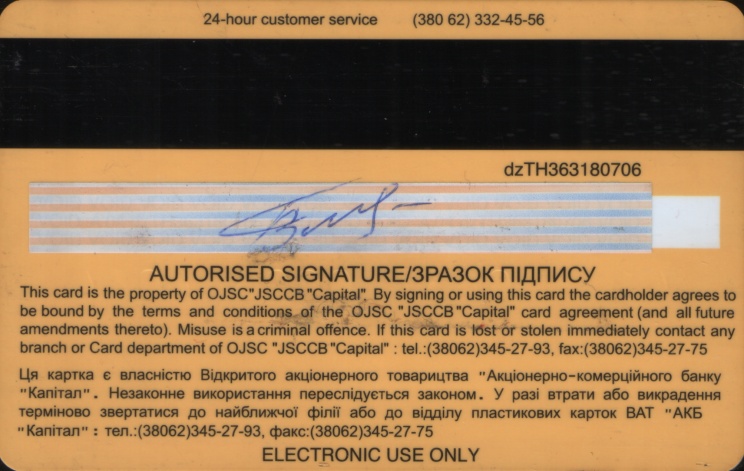 24-hour customer service (380 62) 332-45-56
dzTH363180706
AUTORISED SIGNATURE/ЗРАЗОК ПІДПИСУ
This card is the property of OJSC"JSCCB"Capital". By signing or using this card the cardholder agrees to
be bound by the terms and conditions of the OJSC "JSCCB"Capital" card agreement (and all future
amendments thereto). Misuse is a criminal offence. If this card is lost or stolen immediately contact any
branch or Card department of OJSC "JSCCB"Capital" : tel.:(38062)345-27-93, fax:(38062)345-27-75
Ця картка є власністю Відкритого акціонерного товариства "Акціонерно-комерційного банку
"Капітал". Незаконне використання переслідується законом. У разі втрати або викрадення
терміново звертатися до найближчої філії або до відділу пластикових карток ВАТ "АКБ
"Капітал" : тел.:(38062)345-27-93, факс:(38062)345-27-75
ELECTRONIC USE ONLY